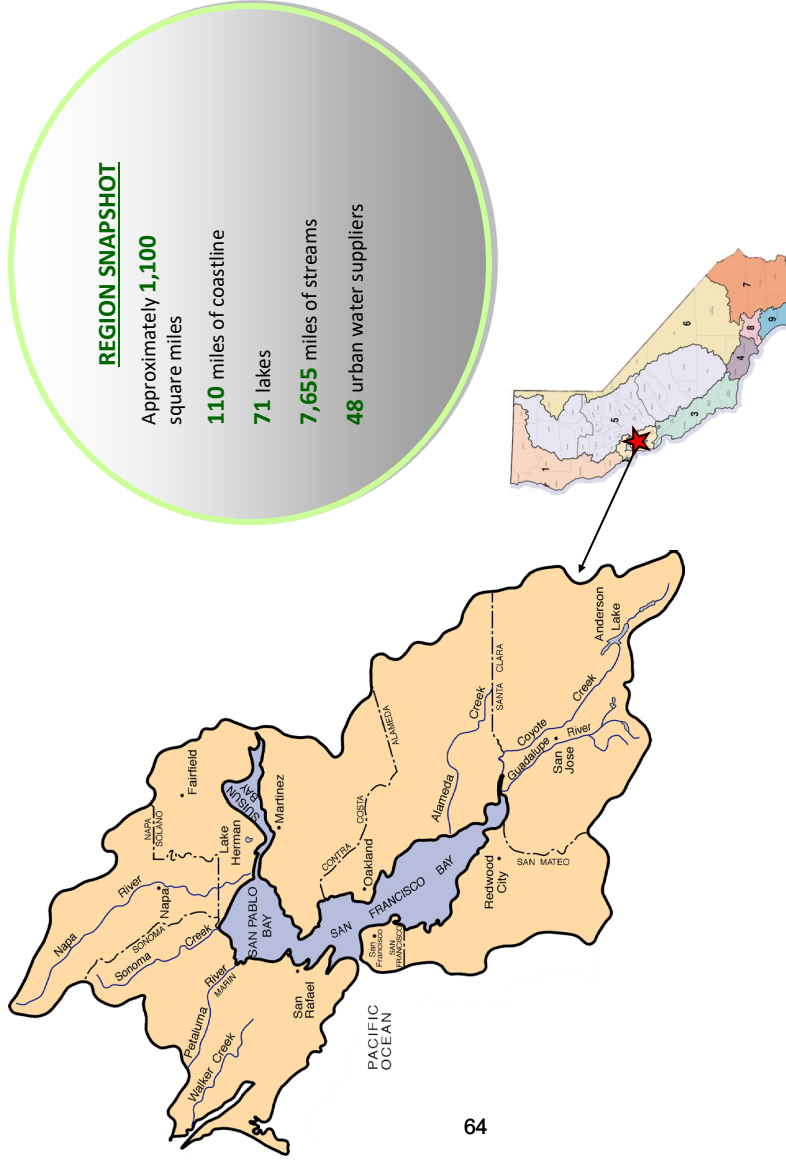 REGION SNAPSHOT
Approximately 1,100
square miles
110 miles of coastline
71 lakes
7,655 miles of streams
48 urban water suppliers
1
5
6
3
4
8
7
9
Napa
River
NAPA
SOLANO
Fairfield
Napa
Lake
Herman
SUISUN
BAY
Martinez
SONOMA
Sonoma
Creek
SAN PABLO
BAY
Petaluma
River
MARIN
Walker Creek
San
Rafael
CONTRA
COSTA
ALAMEDA
Oakland
SAN
FRANCISCO
BAY
San
Francisco
SAN
FRANCISCO
PACIFIC
OCEAN
Alameda
Creek
SANTA
CLARA
Redwood
City
SAN MATEO
Coyote
Creek
Guadalupe
River
San
Jose
Anderson
Lake
64